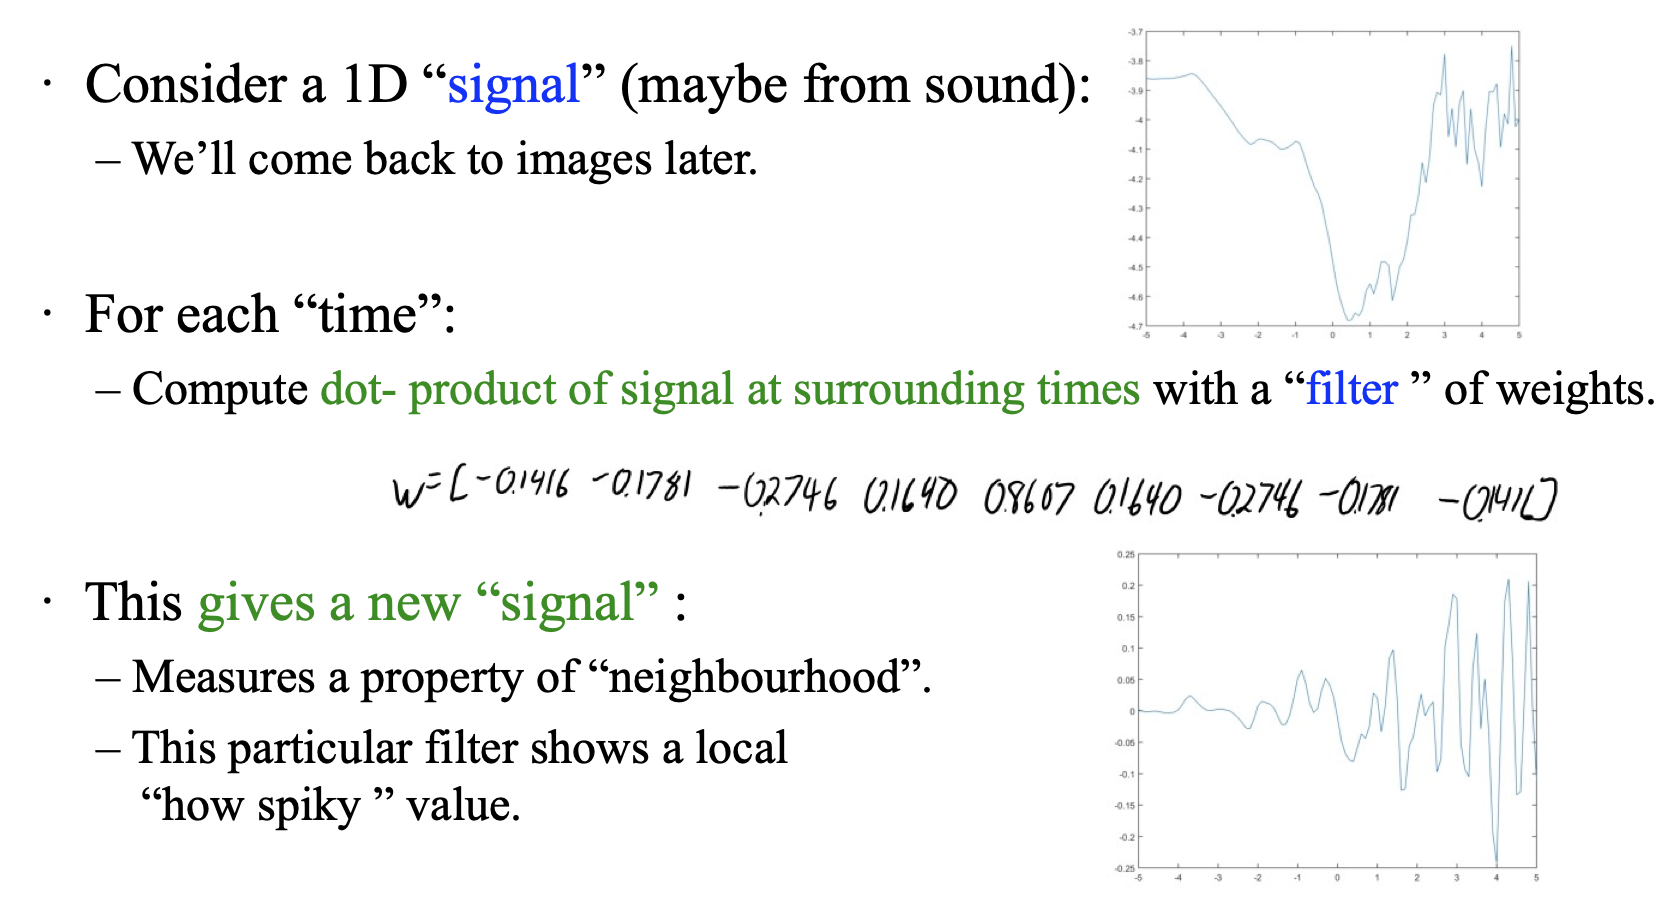 · Consider a 1D “signal” (maybe from sound):
– We’ll come back to images later.
-3.7
-3.8
-3.9
-4
-4.1
-4.2
-4.3
-4.4
-4.5
-4.6
-4.7
-5 -4 -3 -2 -1 0 1 2 3 4 5
· For each “time”:
– Compute dot- product of signal at surrounding times with a “filter ” of weights.
w=[-0.1416 -0.1781 -0.2746 0.1640 0.8607 0.1640 -0.2746 -0.1781 -0.1416]
· This gives a new “signal” :
– Measures a property of “neighbourhood”.
– This particular filter shows a local
“how spiky ” value.
0.25
0.2
0.15
0.1
0.05
0
-0.05
-0.1
-0.15
-0.2
-0.25
-5 -4 -3 -2 -1 0 1 2 3 4 5